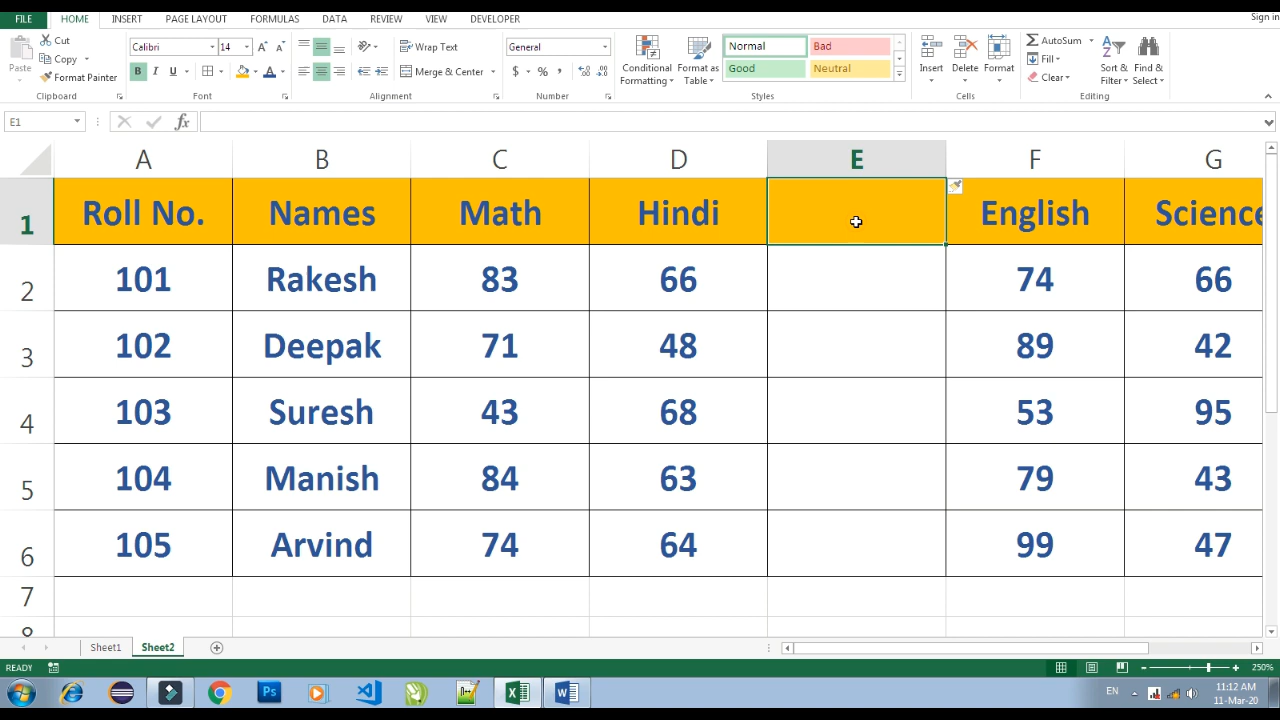 FILE HOME INSERT PAGE LAYOUT FORMULAS DATA REVIEW VIEW DEVELOPER Sign in
Paste
Cut
Copy
Format Painter
Clipboard
Calibri 14
B I U
Font
Wrap Text
Merge & Center
Alignment
General
$ % ,
Number
Conditional Formatting
Format as Table
Normal Bad
Good Neutral
Styles
Insert Delete Format
Cells
AutoSum
Fill
Clear
Sort & Filter
Find & Select
Editing
E1 fx
A B C D E F G
1 Roll No. Names Math Hindi English Science
2 101 Rakesh 83 66 74 66
3 102 Deepak 71 48 89 42
4 103 Suresh 43 68 53 95
5 104 Manish 84 63 79 43
6 105 Arvind 74 64 99 47
7
8
Sheet1 Sheet2
READY 250%
Ps W EN 11:12 AM
11-Mar-20